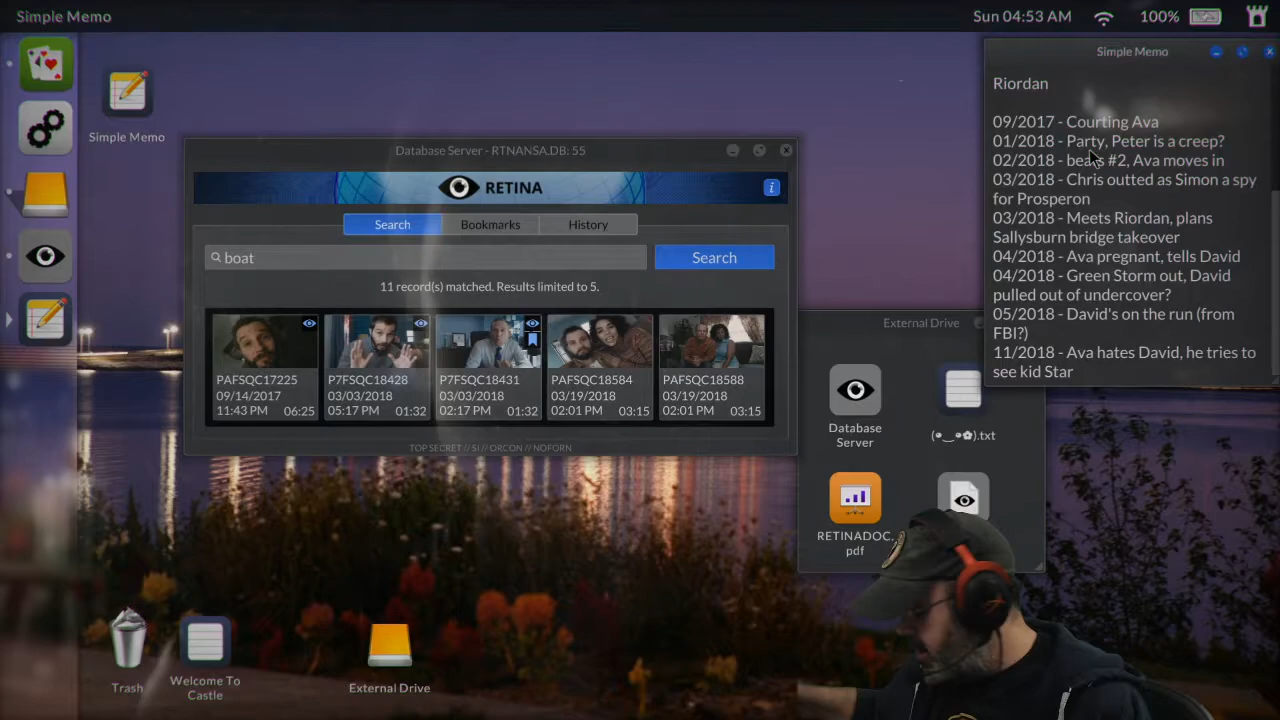 Simple Memo
Sun 04:53 AM
100%
Simple Memo
Simple Memo
Riordan
09/2017 - Courting Ava
01/2018 - Party, Peter is a creep?
02/2018 - #2, Ava moves in
03/2018 - Chris outted as Simon a spy
for Prosperon
03/2018 - Meets Riordan, plans
Sallysburn bridge takeover
04/2018 - Ava pregnant, tells David
04/2018 - Green Storm out, David
pulled out of undercover?
05/2018 - David's on the run (from
FBI?)
11/2018 - Ava hates David, he tries to
see kid Star
Database Server - RTNANSA.DB: 55
RETINA
i
Search
Bookmarks
History
boat
Search
11 record(s) matched. Results limited to 5.
PAFSQC17225
09/14/2017
11:43 PM 06:25
P7FSQC18428
03/03/2018
05:17 PM 01:32
P7FSQC18431
03/03/2018
02:17 PM 01:32
PAFSQC18584
03/19/2018
02:01 PM 03:15
PAFSQC18588
03/19/2018
02:01 PM 03:15
TOP SECRET // SI // ORCON // NOFORN
External Drive
Database
Server
(•‿•✿).txt
RETINADOC.
pdf
Trash
Welcome To
Castle
External Drive